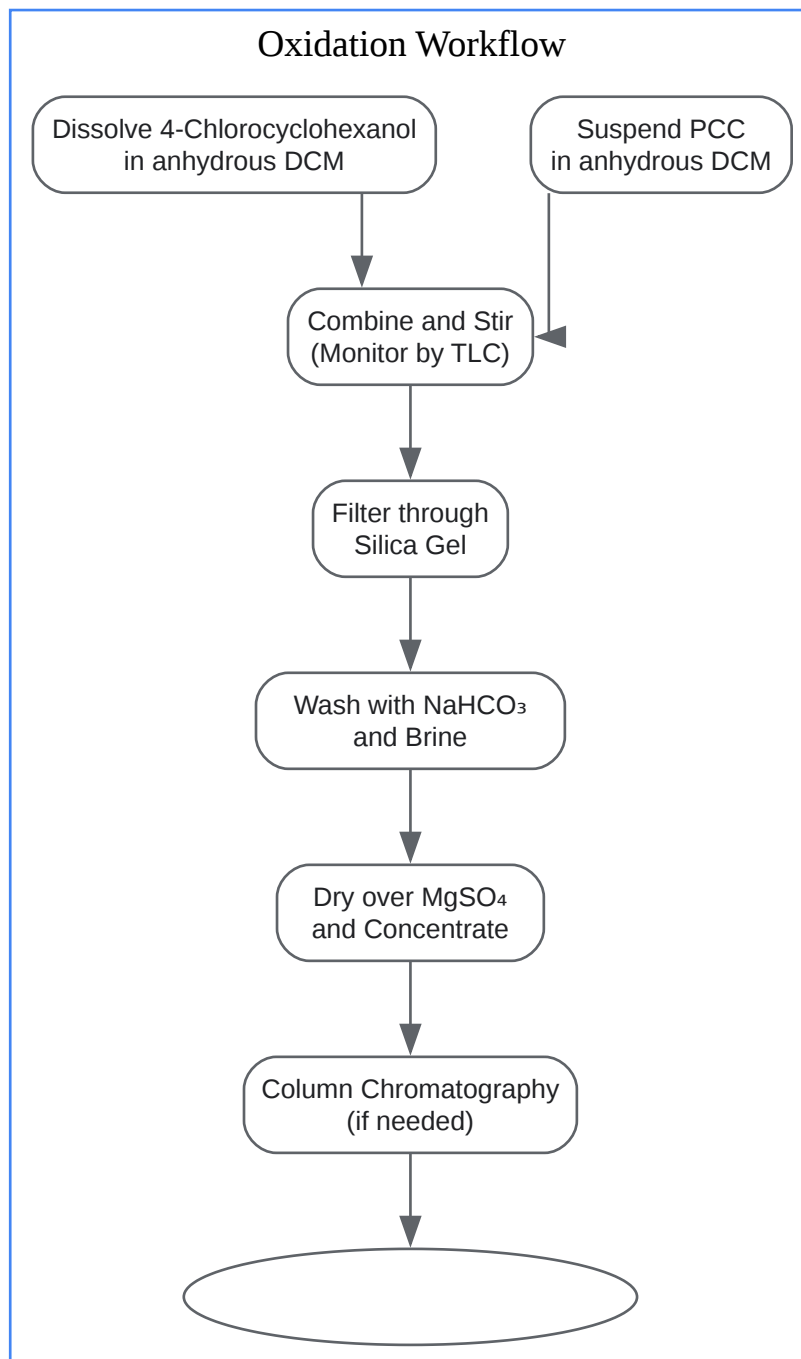 Oxidation Workflow
Dissolve 4-Chlorocyclohexanol
in anhydrous DCM
Suspend PCC
in anhydrous DCM
Combine and Stir
(Monitor by TLC)
Filter through
Silica Gel
Wash with NaHCO₃
and Brine
Dry over MgSO₄
and Concentrate
Column Chromatography
(if needed)